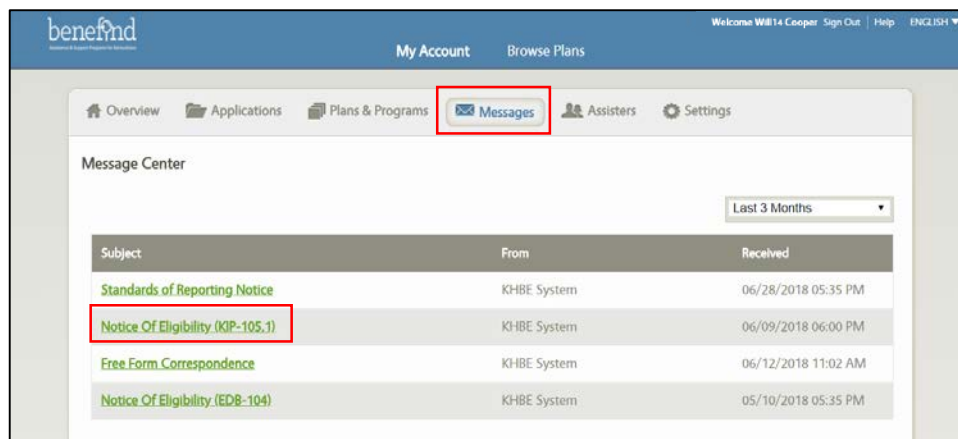 benefind
Welcome Will14 Cooper Sign Out | Help ENGLISH
My Account Browse Plans
Overview Applications Plans & Programs Messages Assisters Settings
Message Center
Last 3 Months
Subject From Received
Standards of Reporting Notice KHBE System 06/28/2018 05:35 PM
Notice Of Eligibility (KIP-105.1) KHBE System 06/09/2018 06:00 PM
Free Form Correspondence KHBE System 06/12/2018 11:02 AM
Notice Of Eligibility (EDB-104) KHBE System 05/10/2018 05:35 PM